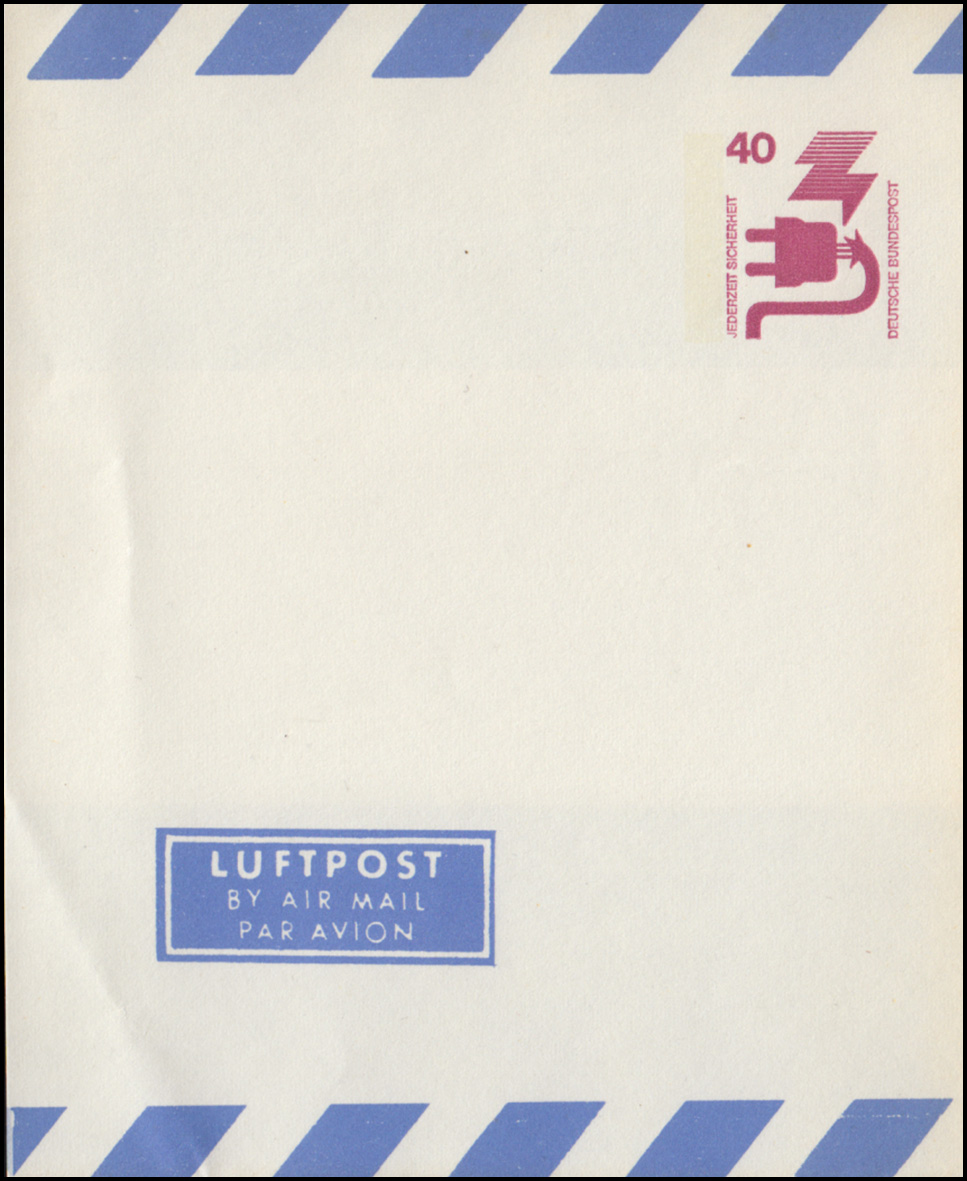 40
JEDERZEIT SICHERHEIT
DEUTSCHE BUNDESPOST
LUFTPOST
BY AIR MAIL
PAR AVION